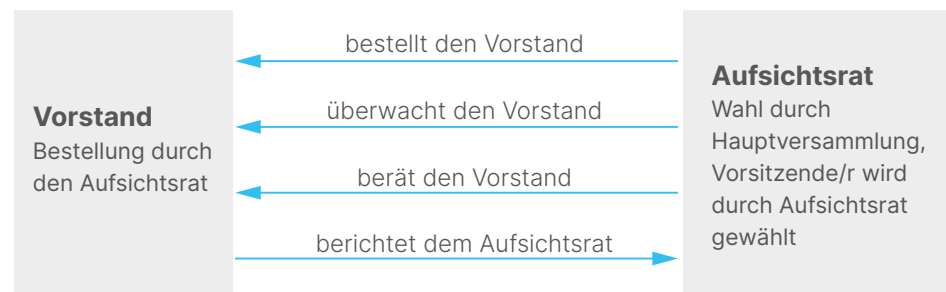 Vorstand
Bestellung durch
den Aufsichtsrat
bestellt den Vorstand
überwacht den Vorstand
berät den Vorstand
berichtet dem Aufsichtsrat
Aufsichtsrat
Wahl durch
Hauptversammlung,
Vorsitzende/r wird
durch Aufsichtsrat
gewählt